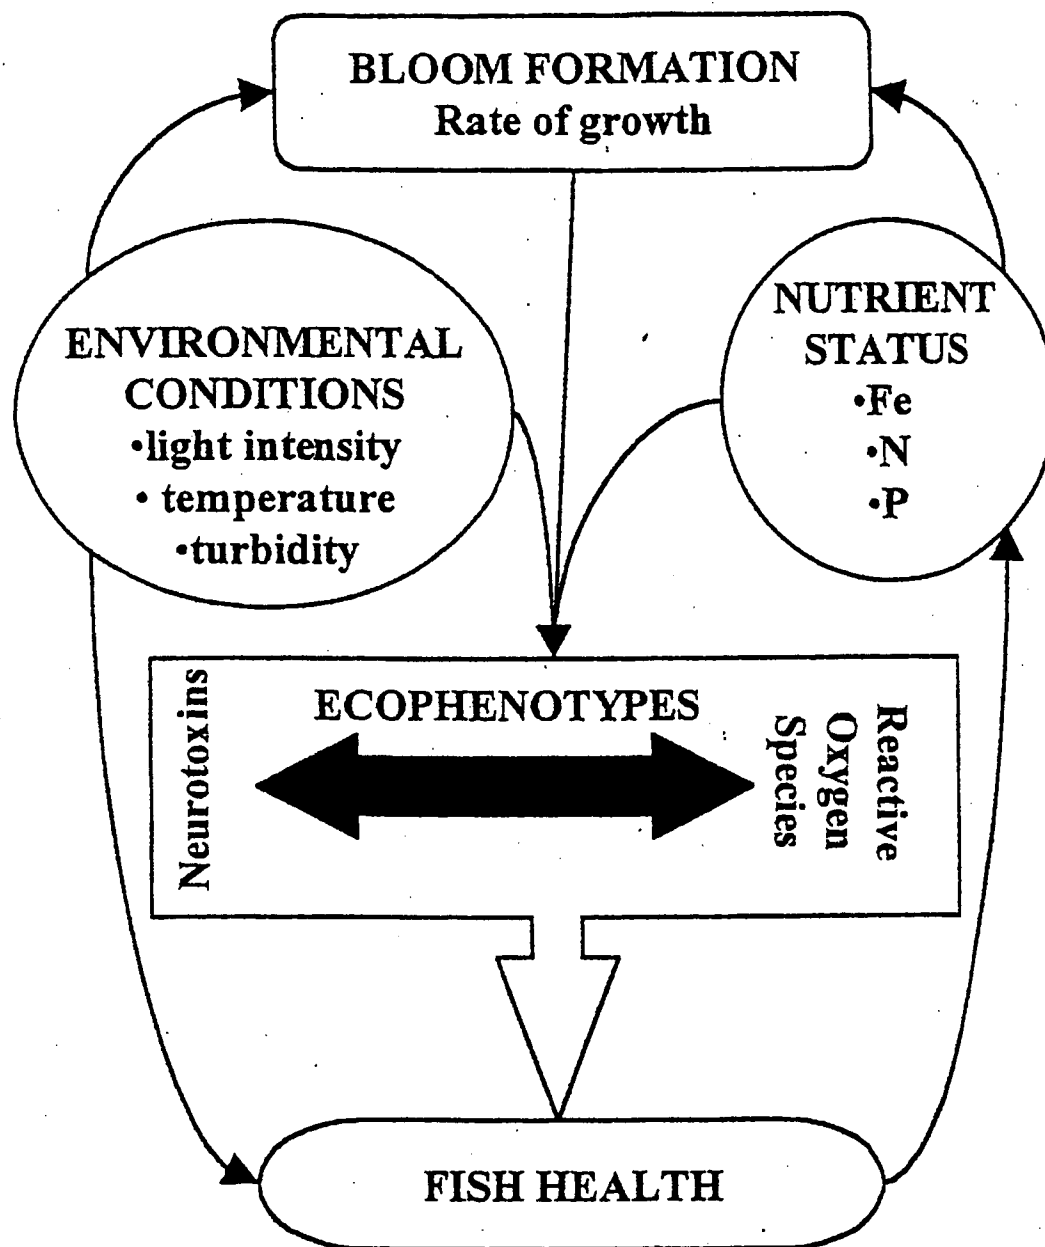 BLOOM FORMATION
Rate of growth
ENVIRONMENTAL
CONDITIONS
•light intensity
• temperature
•turbidity
NUTRIENT
STATUS
•Fe
•N
•P
Neurotoxins
ECOPHENOTYPES
Reactive
Oxygen
Species
FISH HEALTH